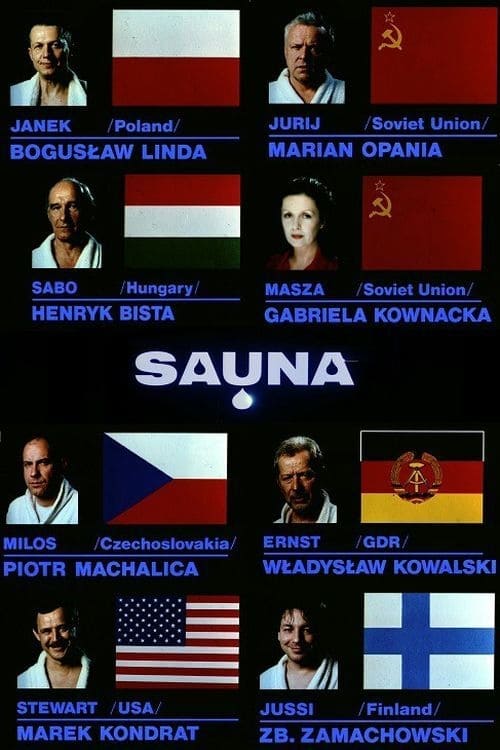 JANEK /Poland/
BOGUSŁAW LINDA
JURIJ /Soviet Union/
MARIAN OPANIA
SABO /Hungary/
HENRYK BISTA
MASZA /Soviet Union/
GABRIELA KOWNACKA
SAUNA
MILOS /Czechoslovakia/
PIOTR MACHALICA
ERNST /GDR/
WŁADYSŁAW KOWALSKI
STEWART /USA/
MAREK KONDRAT
JUSSI /Finland/
ZB. ZAMACHOWSKI